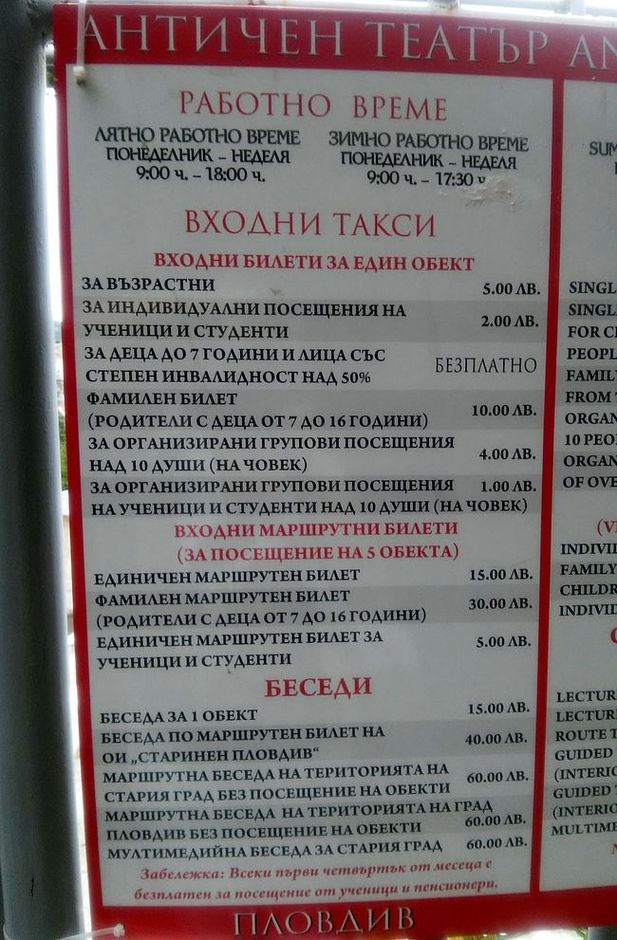 АНТИЧЕН ТЕАТЪР AN
РАБОТНО ВРЕМЕ
ЛЯТНО РАБОТНО ВРЕМЕ
ПОНЕДЕЛНИК – НЕДЕЛЯ
9:00 ч. – 18:00 ч.
ЗИМНО РАБОТНО ВРЕМЕ
ПОНЕДЕЛНИК – НЕДЕЛЯ
9:00 ч. – 17:30 ч
ВХОДНИ ТАКСИ
ВХОДНИ БИЛЕТИ ЗА ЕДИН ОБЕКТ
ЗА ВЪЗРАСТНИ 5.00 ЛВ.
ЗА ИНДИВИДУАЛНИ ПОСЕЩЕНИЯ НА
УЧЕНИЦИ И СТУДЕНТИ 2.00 ЛВ.
ЗА ДЕЦА ДО 7 ГОДИНИ И ЛИЦА СЪС
СТЕПЕН ИНВАЛИДНОСТ НАД 50% БЕЗПЛАТНО
ФАМИЛЕН БИЛЕТ
(РОДИТЕЛИ С ДЕЦА ОТ 7 ДО 16 ГОДИНИ) 10.00 ЛВ.
ЗА ОРГАНИЗИРАНИ ГРУПОВИ ПОСЕЩЕНИЯ
НАД 10 ДУШИ (НА ЧОВЕК) 4.00 ЛВ.
ЗА ОРГАНИЗИРАНИ ГРУПОВИ ПОСЕЩЕНИЯ 1.00 ЛВ.
НА УЧЕНИЦИ И СТУДЕНТИ НАД 10 ДУШИ (НА ЧОВЕК)
ВХОДНИ МАРШРУТНИ БИЛЕТИ
(ЗА ПОСЕЩЕНИЕ НА 5 ОБЕКТА)
ЕДИНИЧЕН МАРШРУТЕН БИЛЕТ 15.00 ЛВ.
ФАМИЛЕН МАРШРУТЕН БИЛЕТ
(РОДИТЕЛИ С ДЕЦА ОТ 7 ДО 16 ГОДИНИ) 30.00 ЛВ.
ЕДИНИЧЕН МАРШРУТЕН БИЛЕТ ЗА
УЧЕНИЦИ И СТУДЕНТИ 5.00 ЛВ.
БЕСЕДИ
БЕСЕДА ЗА 1 ОБЕКТ 15.00 ЛВ.
БЕСЕДА ПО МАРШРУТЕН БИЛЕТ НА
ОИ „СТАРИНЕН ПЛОВДИВ“ 40.00 ЛВ.
МАРШРУТНА БЕСЕДА НА ТЕРИТОРИЯТА НА
СТАРИЯ ГРАД БЕЗ ПОСЕЩЕНИЕ НА ОБЕКТИ 60.00 ЛВ.
МАРШРУТНА БЕСЕДА НА ТЕРИТОРИЯТА НА ГРАД
ПЛОВДИВ БЕЗ ПОСЕЩЕНИЕ НА ОБЕКТИ 60.00 ЛВ.
МУЛТИМЕДИЙНА БЕСЕДА ЗА СТАРИЯ ГРАД 60.00 ЛВ.
Забележка: Всеки първи четвъртък от месеца е
безплатен за посещение от ученици и пенсионери.
ПЛОВДИВ
SUM
SINGL
SINGL
FOR C
PEOPL
FAMIL
FROM
ORGAN
10 PEO
ORGAN
OF OVE
(V
INDIVI
FAMILY
CHILDR
INDIVID
LECTUR
LECTUR
ROUTE T
GUIDED
(INTERIO
GUIDED T
(INTERIO
MULTIME